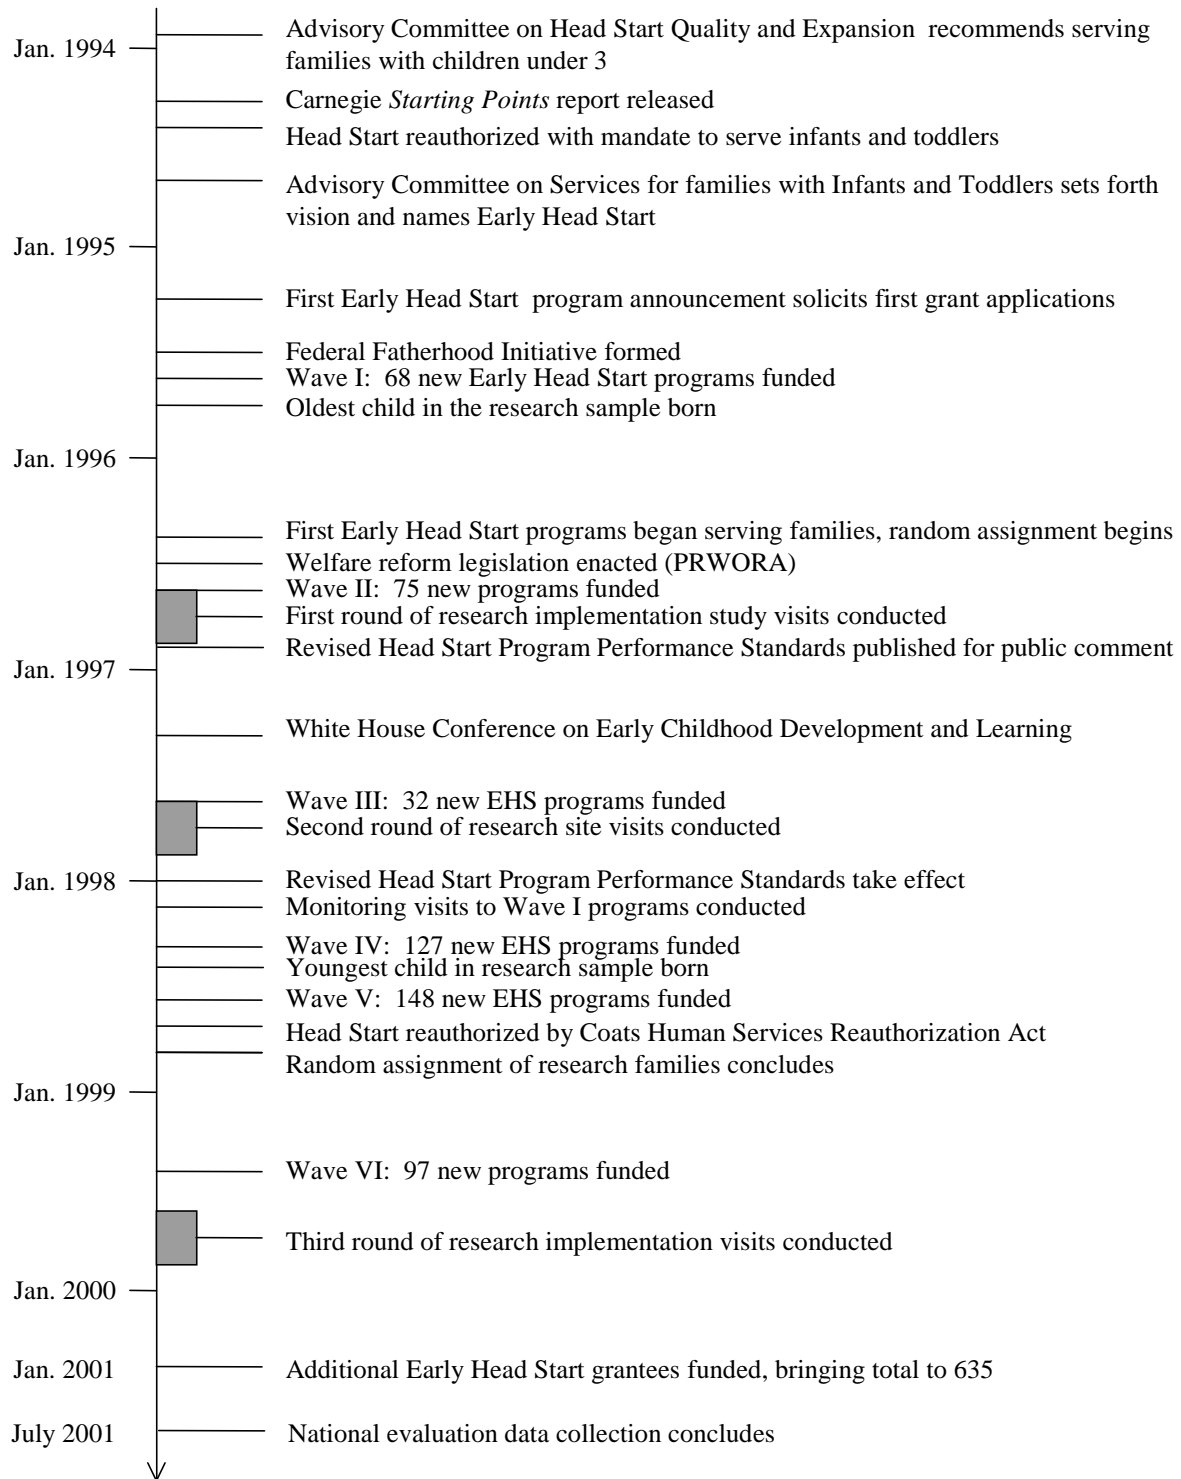 Advisory Committee on Head Start Quality and Expansion recommends serving
Jan. 1994
families with children under 3
Carnegie Starting Points report released
Head Start reauthorized with mandate to serve infants and toddlers
Advisory Committee on Services for families with Infants and Toddlers sets forth
vision and names Early Head Start
Jan. 1995
First Early Head Start program announcement solicits first grant applications
Federal Fatherhood Initiative formed
Wave I: 68 new Early Head Start programs funded
Oldest child in the research sample born
Jan. 1996
First Early Head Start programs began serving families, random assignment begins
Welfare reform legislation enacted (PRWORA)
Wave II: 75 new programs funded
First round of research implementation study visits conducted
Revised Head Start Program Performance Standards published for public comment
Jan. 1997
White House Conference on Early Childhood Development and Learning
Wave III: 32 new EHS programs funded
Second round of research site visits conducted
Jan. 1998
Revised Head Start Program Performance Standards take effect
Monitoring visits to Wave I programs conducted
Wave IV: 127 new EHS programs funded
Youngest child in research sample born
Wave V: 148 new EHS programs funded
Head Start reauthorized by Coats Human Services Reauthorization Act
Random assignment of research families concludes
Jan. 1999
Wave VI: 97 new programs funded
Third round of research implementation visits conducted
Jan. 2000
Jan. 2001
Additional Early Head Start grantees funded, bringing total to 635
July 2001
National evaluation data collection concludes